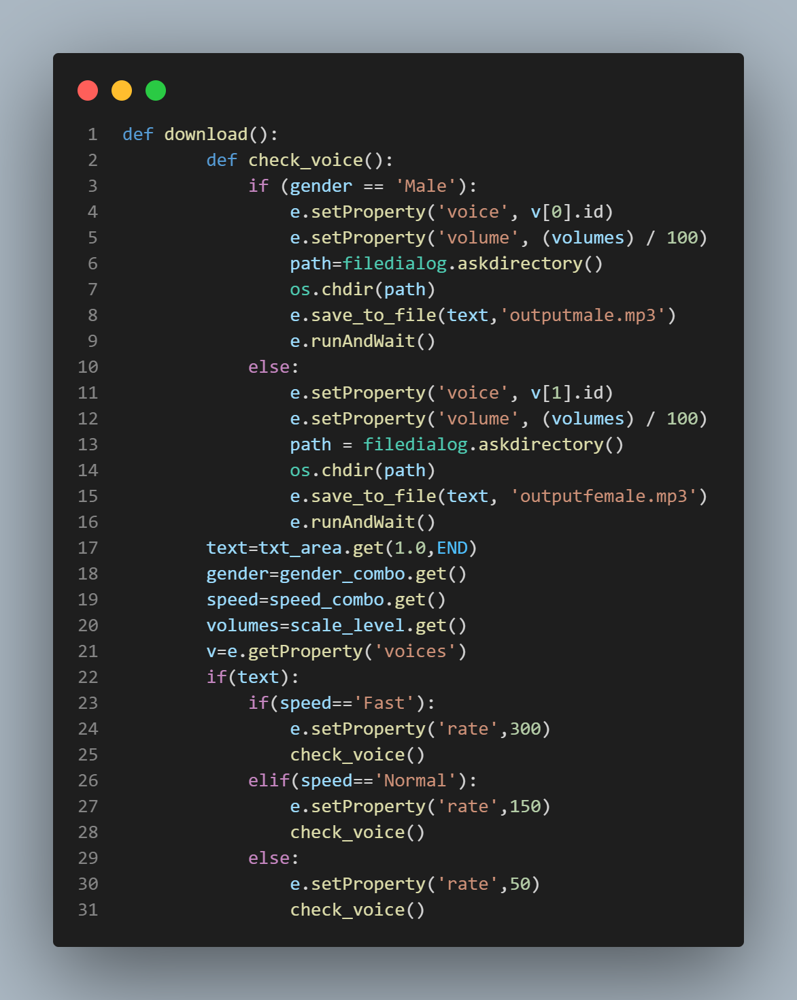 1 def download():
2         def check_voice():
3             if (gender == 'Male'):
4                 e.setProperty('voice', v[0].id)
5                 e.setProperty('volume', (volumes) / 100)
6                 path=filedialog.askdirectory()
7                 os.chdir(path)
8                 e.save_to_file(text,'outputmale.mp3')
9                 e.runAndWait()
10             else:
11                 e.setProperty('voice', v[1].id)
12                 e.setProperty('volume', (volumes) / 100)
13                 path = filedialog.askdirectory()
14                 os.chdir(path)
15                 e.save_to_file(text, 'outputfemale.mp3')
16                 e.runAndWait()
17         text=txt_area.get(1.0,END)
18         gender=gender_combo.get()
19         speed=speed_combo.get()
20         volumes=scale_level.get()
21         v=e.getProperty('voices')
22         if(text):
23             if(speed=='Fast'):
24                 e.setProperty('rate',300)
25                 check_voice()
26             elif(speed=='Normal'):
27                 e.setProperty('rate',150)
28                 check_voice()
29             else:
30                 e.setProperty('rate',50)
31                 check_voice()